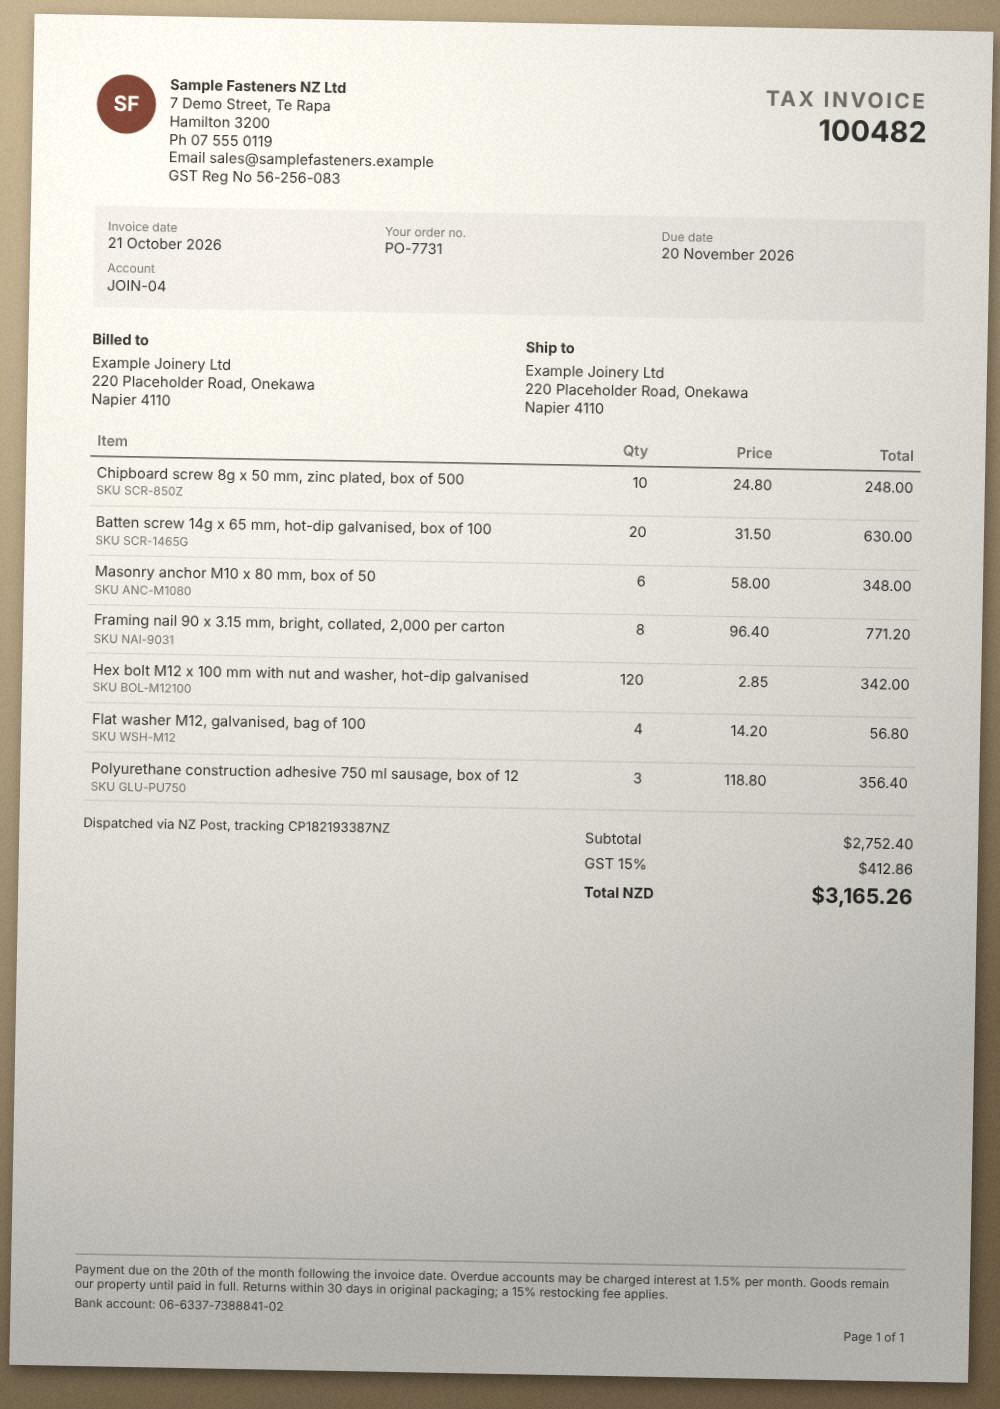 SF
Sample Fasteners NZ Ltd
7 Demo Street, Te Rapa
Hamilton 3200
Ph 07 555 0119
Email sales@samplefasteners.example
GST Reg No 56-256-083
TAX INVOICE
100482
Invoice date
21 October 2026
Your order no.
PO-7731
Due date
20 November 2026
Account
JOIN-04
Billed to
Example Joinery Ltd
220 Placeholder Road, Onekawa
Napier 4110
Ship to
Example Joinery Ltd
220 Placeholder Road, Onekawa
Napier 4110
Item Qty Price Total
Chipboard screw 8g x 50 mm, zinc plated, box of 500 10 24.80 248.00
SKU SCR-850Z
Batten screw 14g x 65 mm, hot-dip galvanised, box of 100 20 31.50 630.00
SKU SCR-1465G
Masonry anchor M10 x 80 mm, box of 50 6 58.00 348.00
SKU ANC-M1080
Framing nail 90 x 3.15 mm, bright, collated, 2,000 per carton 8 96.40 771.20
SKU NAI-9031
Hex bolt M12 x 100 mm with nut and washer, hot-dip galvanised 120 2.85 342.00
SKU BOL-M12100
Flat washer M12, galvanised, bag of 100 4 14.20 56.80
SKU WSH-M12
Polyurethane construction adhesive 750 ml sausage, box of 12 3 118.80 356.40
SKU GLU-PU750
Dispatched via NZ Post, tracking CP182193387NZ
Subtotal $2,752.40
GST 15% $412.86
Total NZD $3,165.26
Payment due on the 20th of the month following the invoice date. Overdue accounts may be charged interest at 1.5% per month. Goods remain
our property until paid in full. Returns within 30 days in original packaging; a 15% restocking fee applies.
Bank account: 06-6337-7388841-02
Page 1 of 1